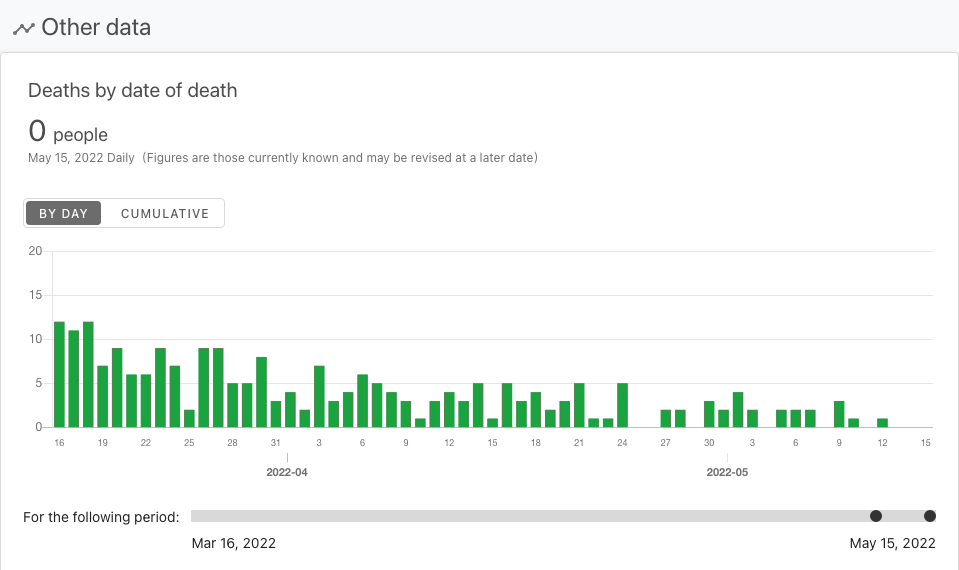 Other data
Deaths by date of death
0 people
May 15, 2022 Daily (Figures are those currently known and may be revised at a later date)
BY DAY CUMULATIVE
20
15
10
5
0
16 19 22 25 28 31 3 6 9 12 15 18 21 24 27 30 3 6 9 12 15
2022-04 2022-05
For the following period:
Mar 16, 2022 May 15, 2022